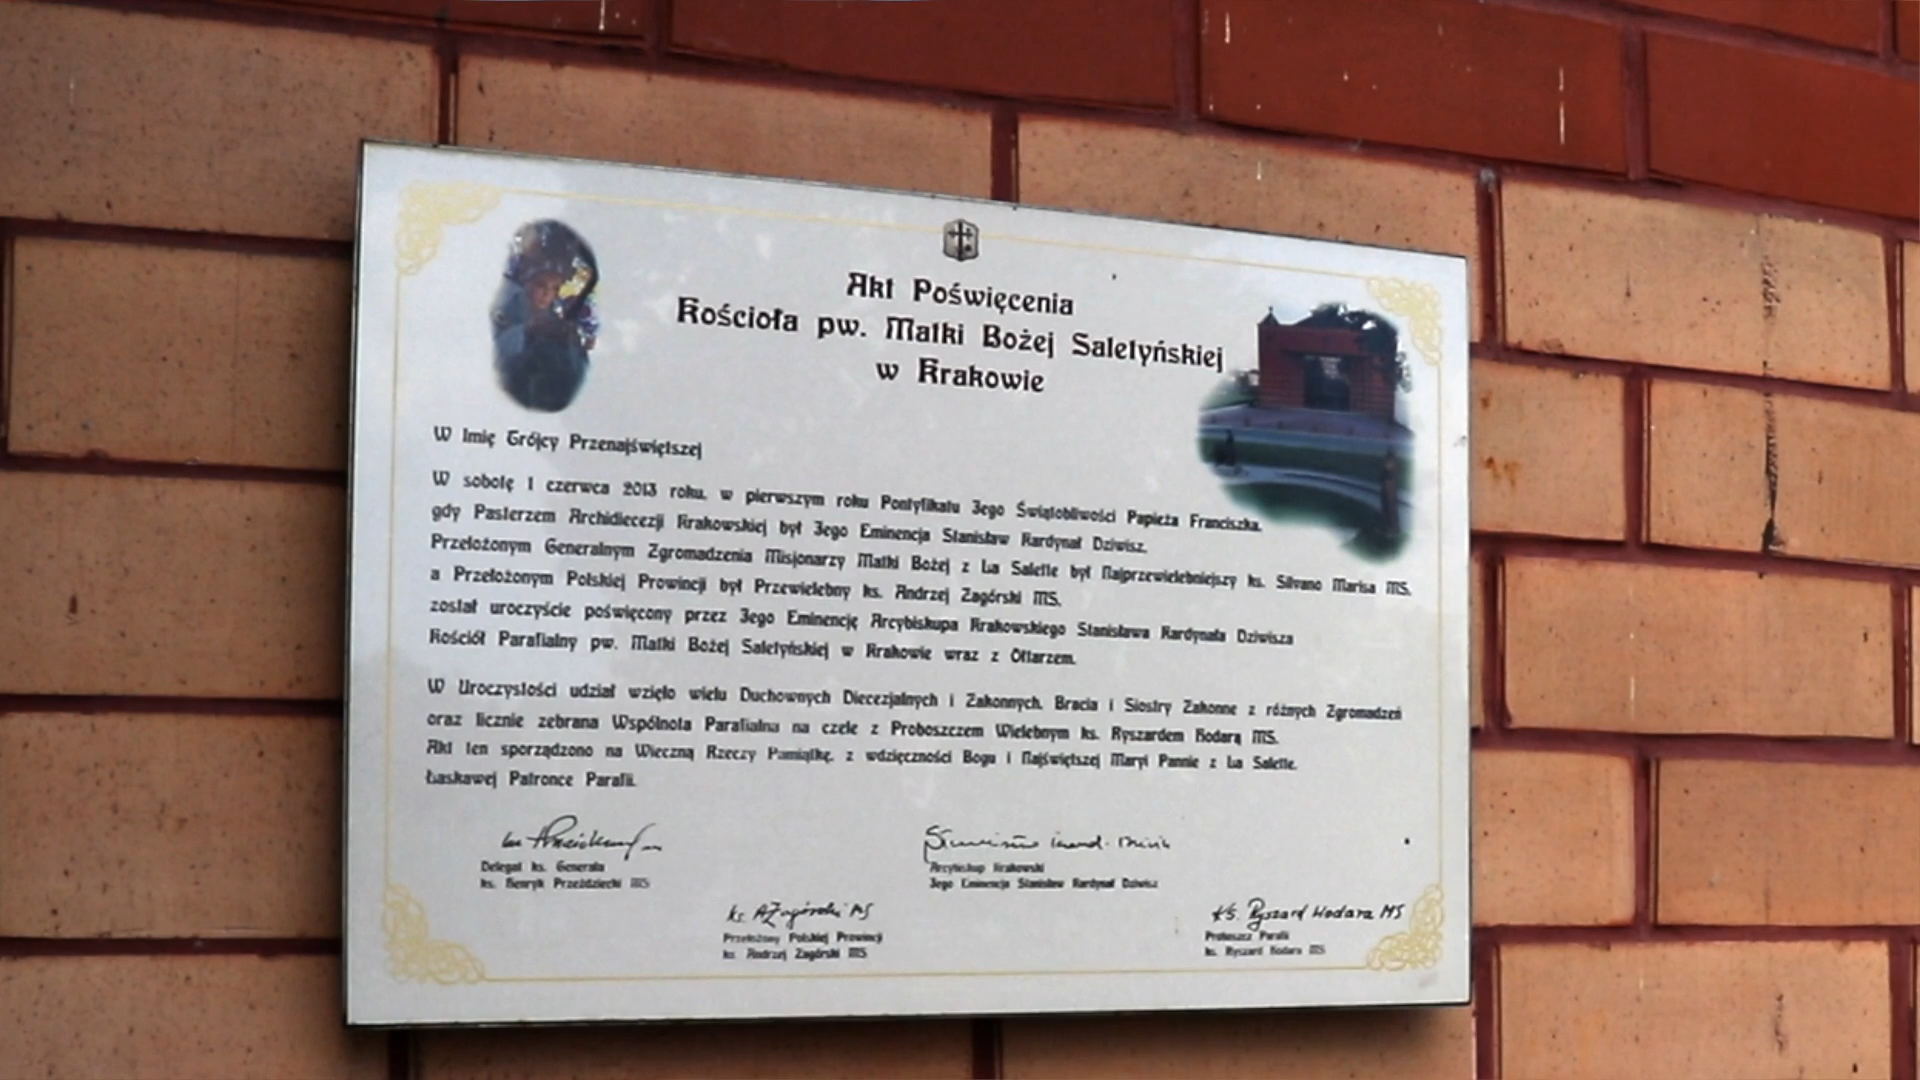 Akt Poświęcenia
Kościoła pw. Matki Bożej Saletyńskiej
w Krakowie
W Imię Trójcy Przenajświętszej
W sobotę 1 czerwca 2013 roku, w pierwszym roku Pontyfikatu Jego Świątobliwości Papieża Franciszka,
gdy Pasterzem Archidiecezji Krakowskiej był Jego Eminencja Stanisław Kardynał Dziwisz,
Przełożonym Generalnym Zgromadzenia Misjonarzy Matki Bożej z La Salette był Najprzewielebniejszy ks. Silvano Marisa MS,
a Przełożonym Polskiej Prowincji był Przewielebny ks. Andrzej Zagórski MS,
został uroczyście poświęcony przez Jego Eminencję Arcybiskupa Krakowskiego Stanisława Kardynała Dziwisza
Kościół Parafialny pw. Matki Bożej Saletyńskiej w Krakowie wraz z Ołtarzem.
W Uroczystości udział wzięło wielu Duchownych Diecezjalnych i Zakonnych, Bracia i Siostry Zakonne z różnych Zgromadzeń
oraz licznie zebrana Wspólnota Parafialna na czele z Proboszczem Wielebnym ks. Ryszardem Hodarą MS.
Akt ten sporządzono na Wieczną Rzeczy Pamiątkę, z wdzięczności Bogu i Najświętszej Maryi Pannie z La Salette,
Łaskawej Patronce Parafii.
Delegat ks. Generała
ks. Henryk Przeździecki MS
Arcybiskup Krakowski
Jego Eminencja Stanisław Kardynał Dziwisz
ks. A Zagórski MS
Przełożony Polskiej Prowincji
ks. Andrzej Zagórski MS
Ks. Ryszard Hodara MS
Proboszcz Parafii
ks. Ryszard Hodara MS